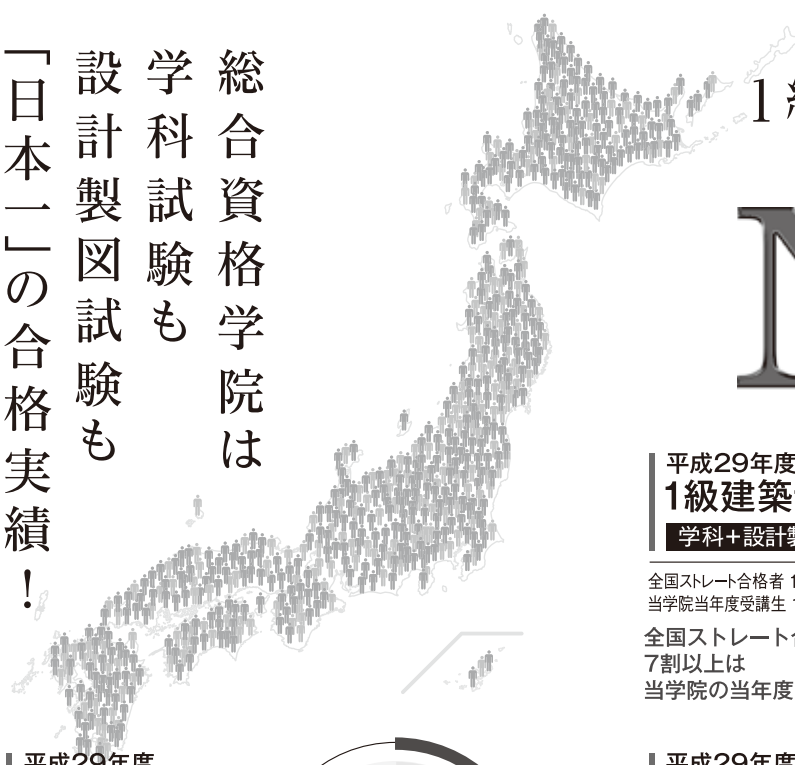 総合資格学院は
学科試験も
設計製図試験も
「日本一」の合格実績！
1
N
平成29年度
1級建築
学科+設計製
全国ストレート合格者 1
当学院当年度受講生
全国ストレート
7割以上は
当学院の当年度
平成29年度
平成29年度